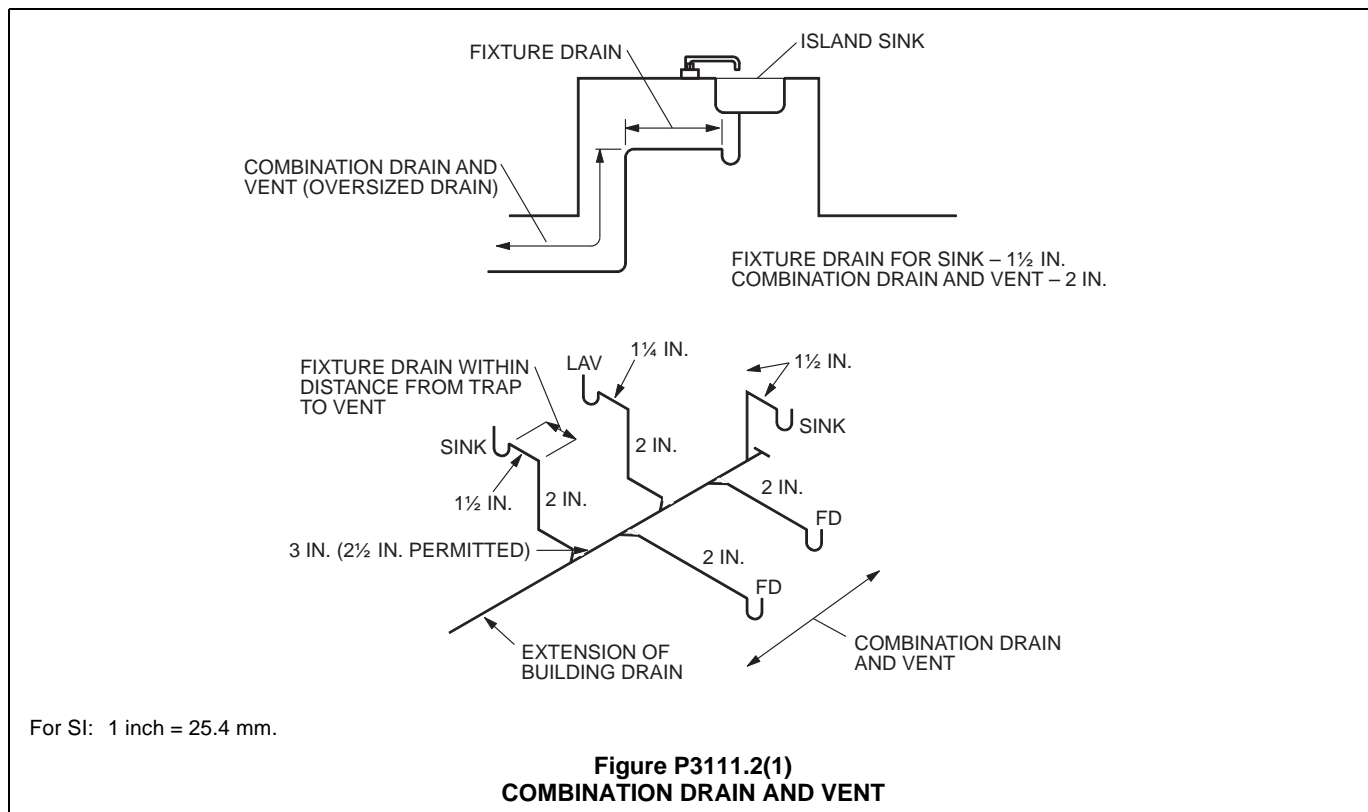 FIXTURE DRAIN
ISLAND SINK
COMBINATION DRAIN AND
VENT (OVERSIZED DRAIN)
FIXTURE DRAIN FOR SINK – 1½ IN.
COMBINATION DRAIN AND VENT – 2 IN.
FIXTURE DRAIN WITHIN
DISTANCE FROM TRAP
TO VENT
LAV
1¼ IN.
1½ IN.
SINK
SINK
2 IN.
1½ IN.
2 IN.
2 IN.
FD
3 IN. (2½ IN. PERMITTED)
2 IN.
FD
EXTENSION OF
BUILDING DRAIN
COMBINATION DRAIN
AND VENT
For SI: 1 inch = 25.4 mm.
Figure P3111.2(1)
COMBINATION DRAIN AND VENT